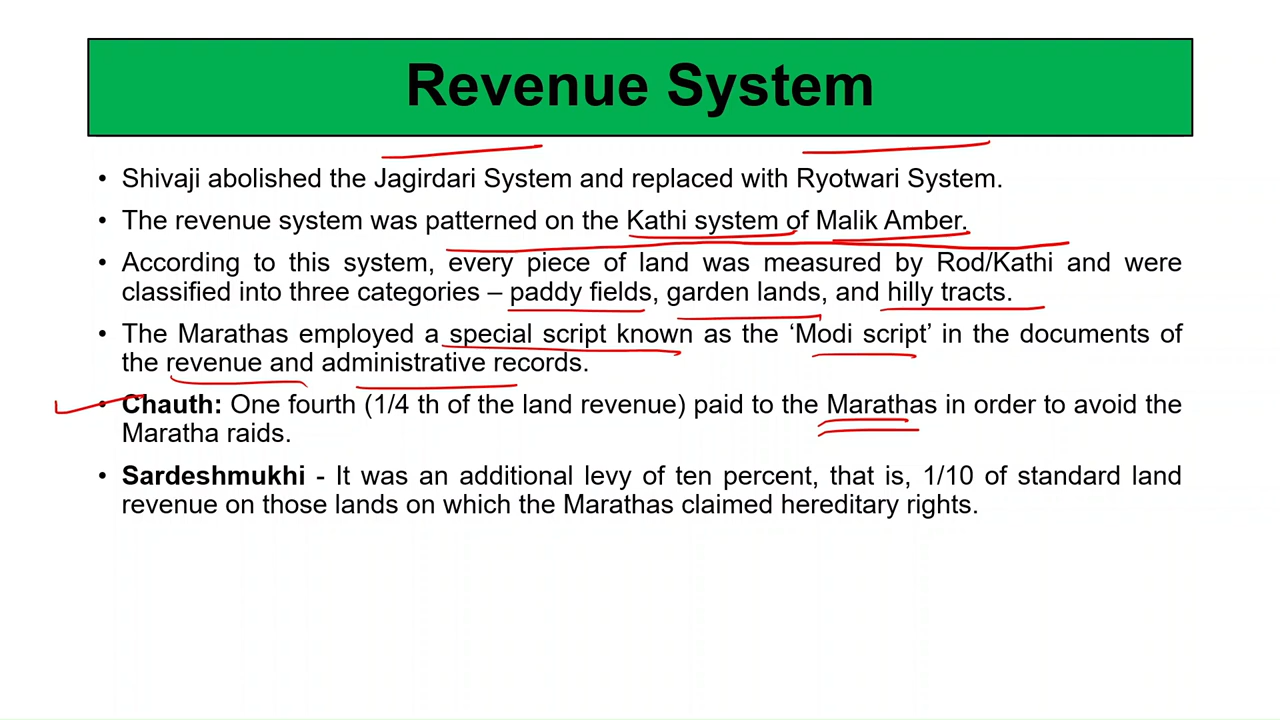 Revenue System
• Shivaji abolished the Jagirdari System and replaced with Ryotwari System.
• The revenue system was patterned on the Kathi system of Malik Amber.
• According to this system, every piece of land was measured by Rod/Kathi and were
classified into three categories – paddy fields, garden lands, and hilly tracts.
• The Marathas employed a special script known as the ‘Modi script’ in the documents of
the revenue and administrative records.
• Chauth: One fourth (1/4 th of the land revenue) paid to the Marathas in order to avoid the
Maratha raids.
• Sardeshmukhi - It was an additional levy of ten percent, that is, 1/10 of standard land
revenue on those lands on which the Marathas claimed hereditary rights.